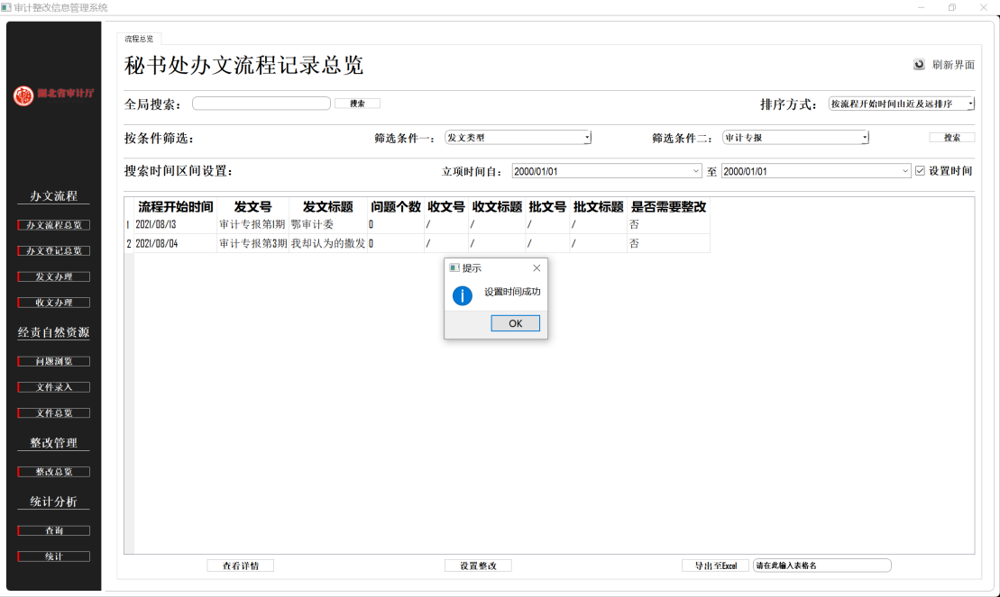 审计整改信息管理系统
湖北省审计厅
办文流程
办文流程总览
办文登记总览
发文办理
收文办理
经责自然资源
问题浏览
文件录入
文件总览
整改管理
整改总览
统计分析
查询
统计
流程总览
秘书处办文流程记录总览
刷新界面
全局搜索： 搜索 排序方式： 按流程开始时间由近及远排序
按条件筛选： 筛选条件一： 发文类型 筛选条件二： 审计专报 搜索
搜索时间区间设置： 立项时间自： 2000/01/01 至 2000/01/01 设置时间
流程开始时间 发文号 发文标题 问题个数 收文号 收文标题 批文号 批文标题 是否需要整改
1 2021/08/13 审计专报第1期 鄂审计委 0 / / / / 否
2 2021/08/04 审计专报第3期 我却认为的撒发 0 / / / / 否
提示
设置时间成功
OK
查看详情 设置整改 导出至Excel 请在此输入表格名